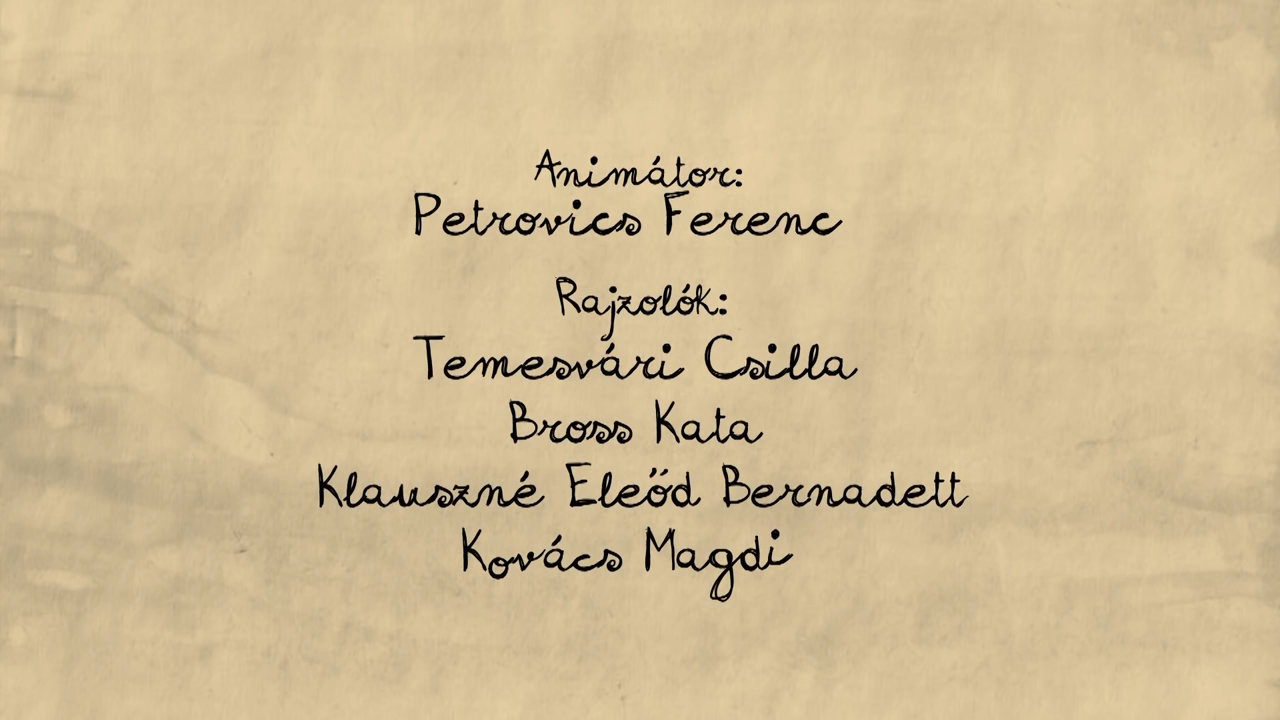 Animátor:
Petrovics Ferenc
Rajzolók:
Temesvári Csilla
Bross Kata
Klauszné Eleőd Bernadett
Kovács Magdi